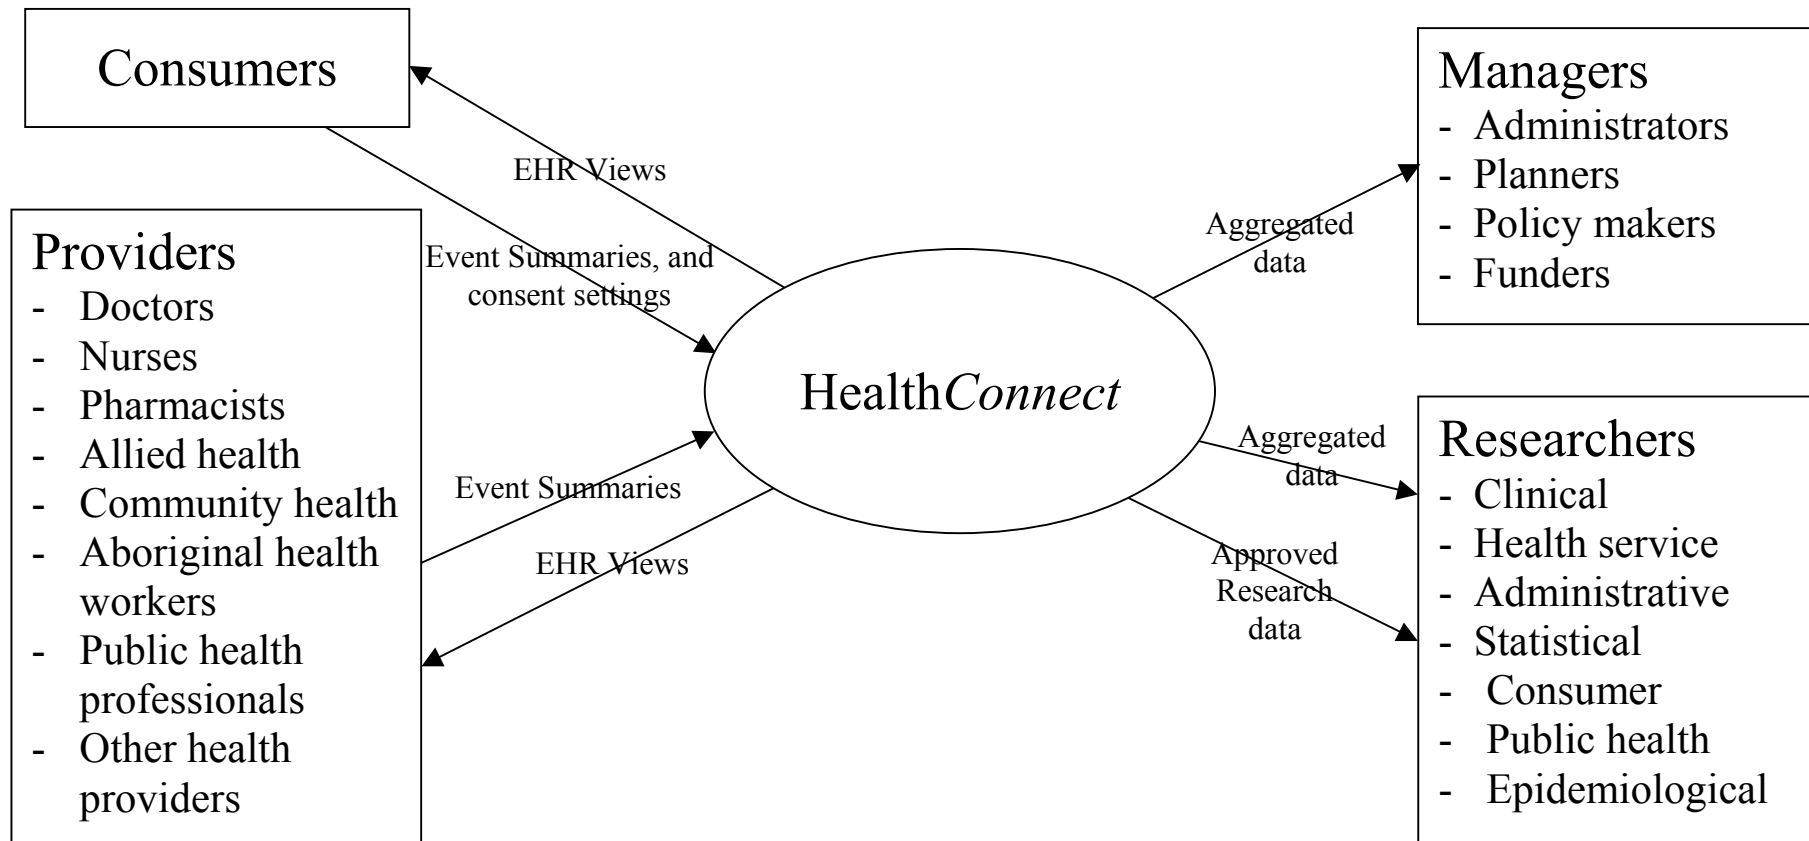 Consumers
EHR Views
Event Summaries, and
consent settings
Providers
- Doctors
- Nurses
- Pharmacists
- Allied health
- Community health
- Aboriginal health
workers
- Public health
professionals
- Other health
providers
Event Summaries
EHR Views
HealthConnect
Aggregated
data
Managers
- Administrators
- Planners
- Policy makers
- Funders
Aggregated
data
Approved
Research
data
Researchers
- Clinical
- Health service
- Administrative
- Statistical
- Consumer
- Public health
- Epidemiological